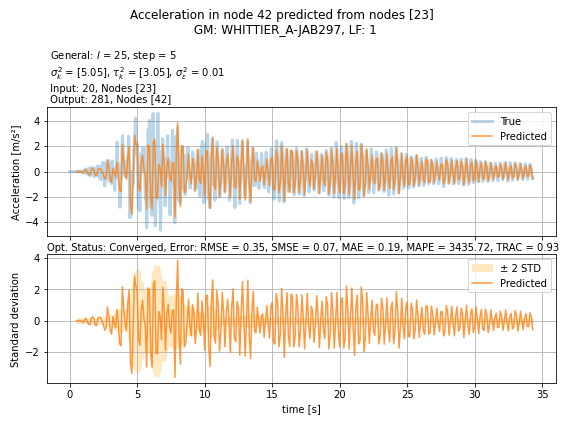 Acceleration in node 42 predicted from nodes [23]
GM: WHITTIER_A-JAB297, LF: 1
General: l = 25, step = 5
σ²ₖ = [5.05], τ²ₖ = [3.05], σ²ε = 0.01
Input: 20, Nodes [23]
Output: 281, Nodes [42]
4
2
0
−2
−4
Acceleration [m/s²]
True
Predicted
Opt. Status: Converged, Error: RMSE = 0.35, SMSE = 0.07, MAE = 0.19, MAPE = 3435.72, TRAC = 0.93
4
2
0
−2
Standard deviation
± 2 STD
Predicted
0 5 10 15 20 25 30 35
time [s]